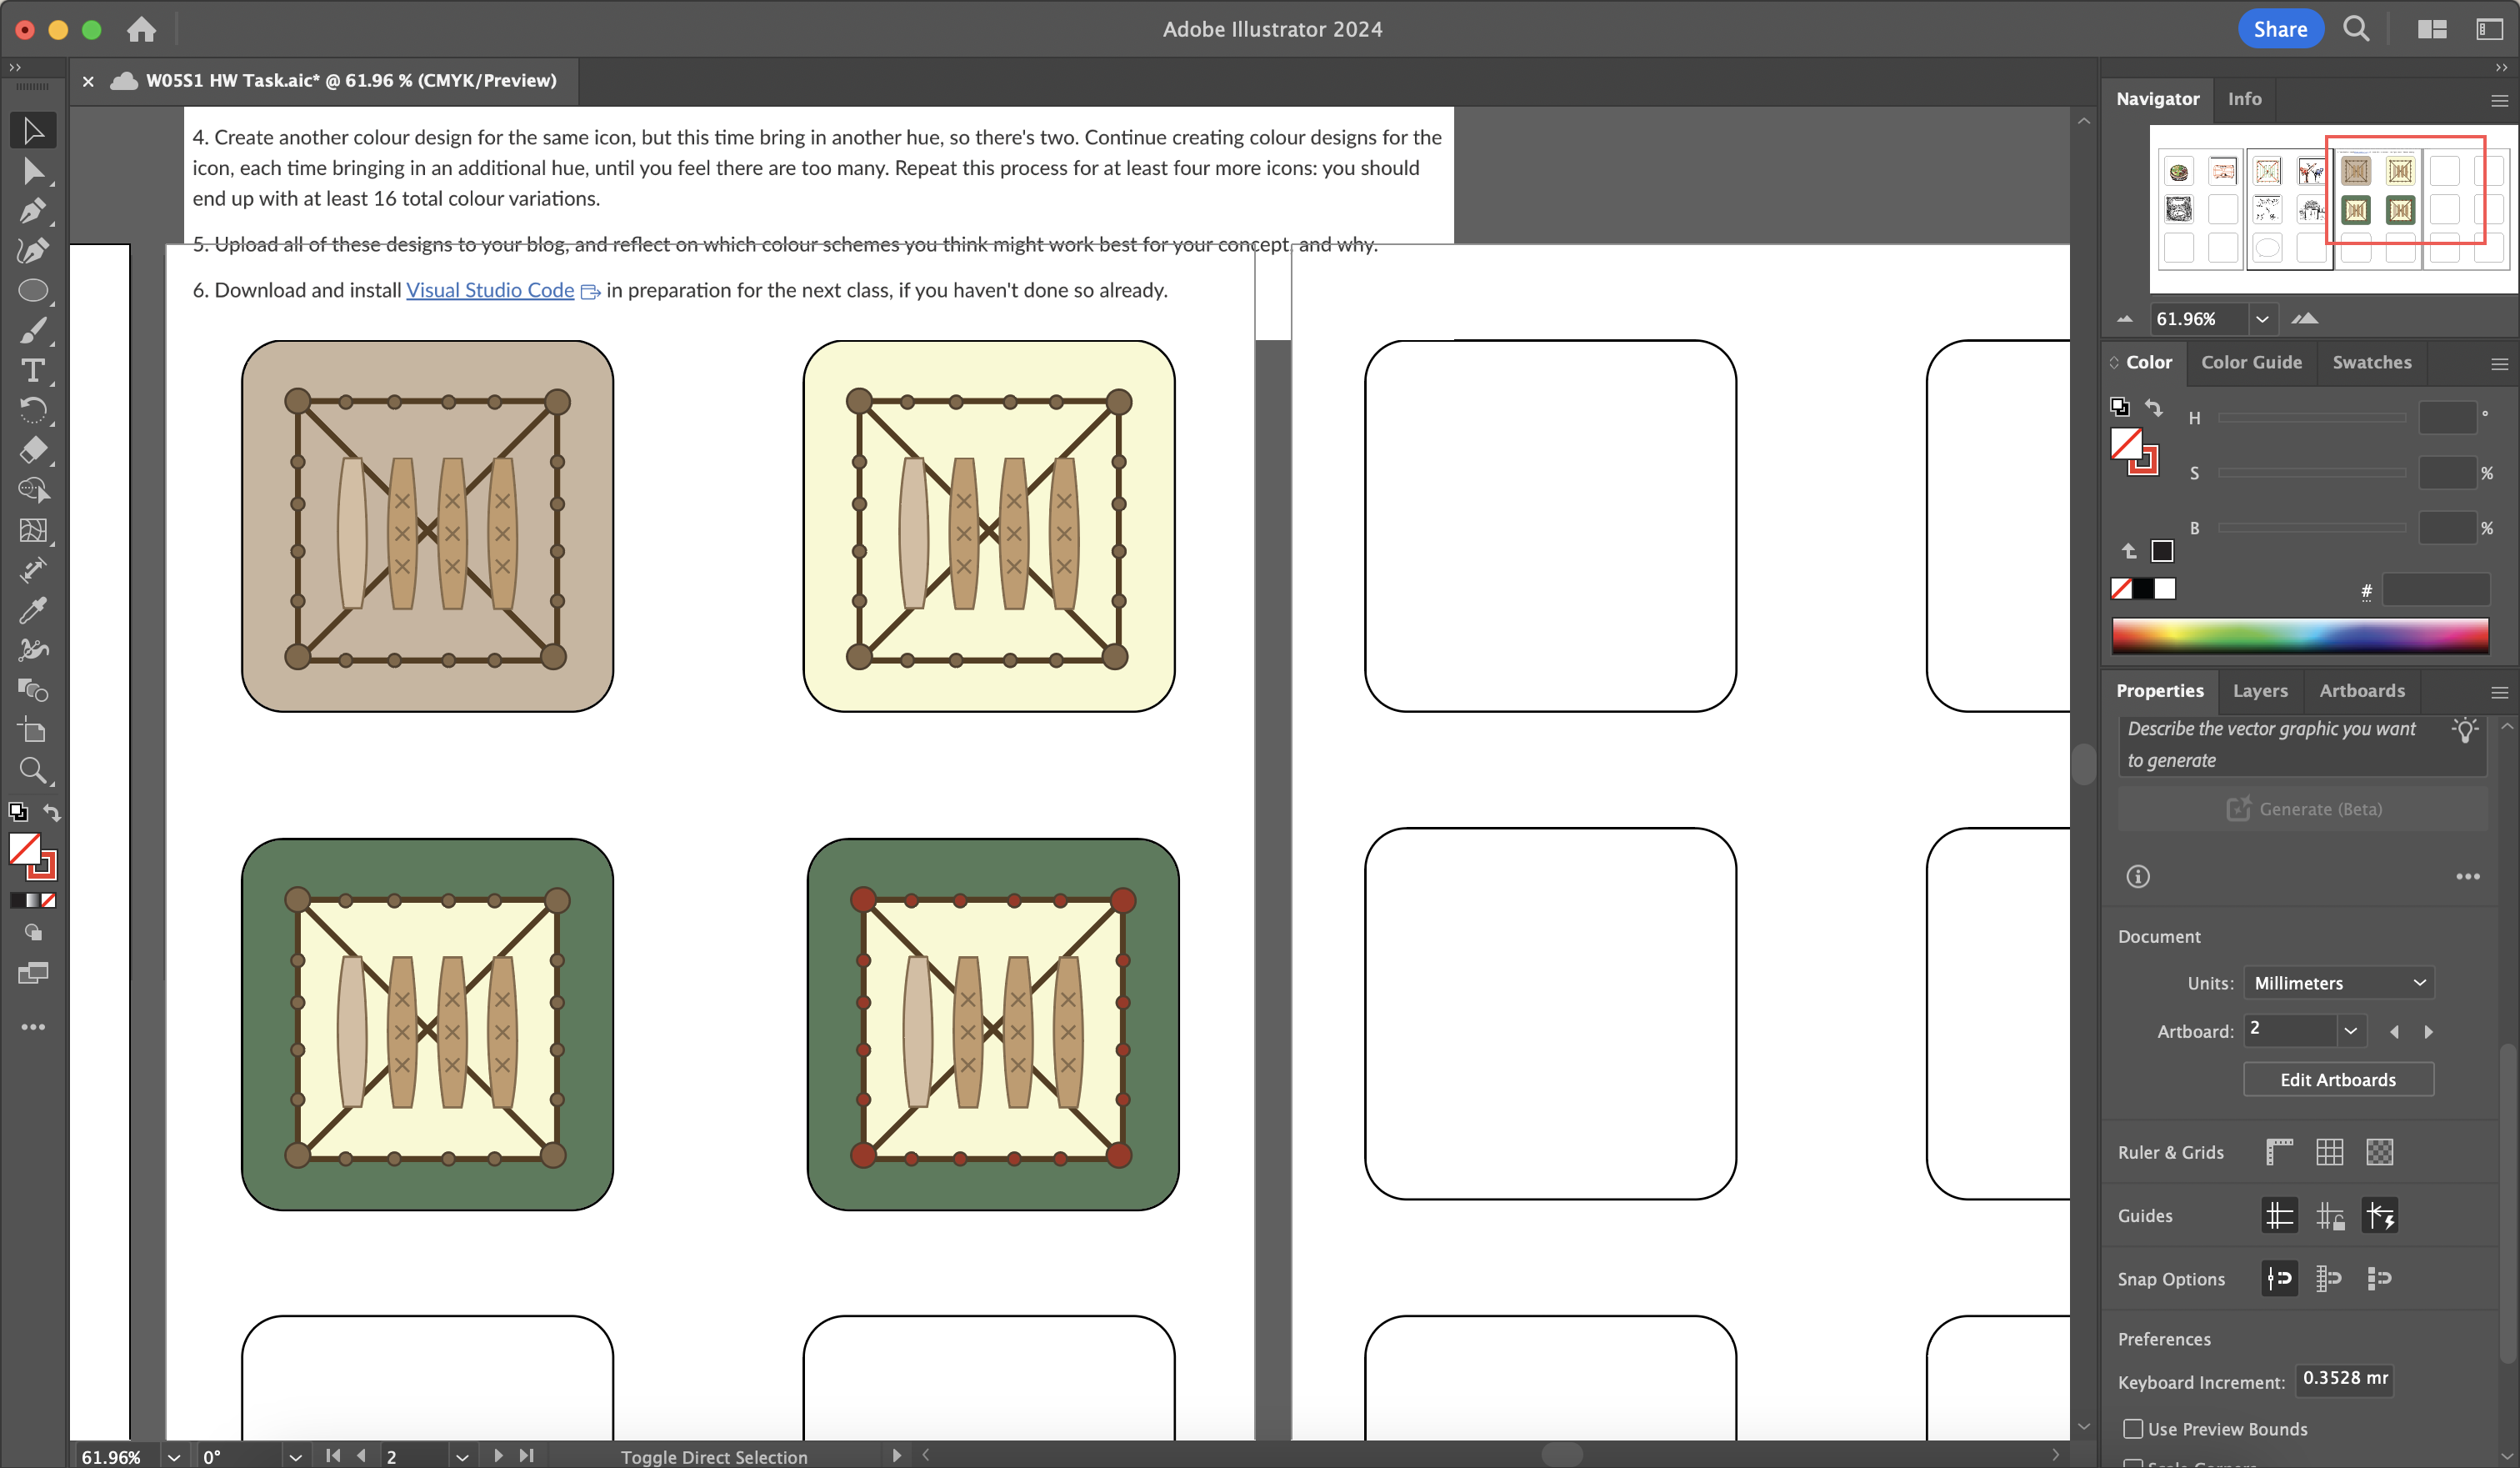 Adobe Illustrator 2024
Share
W05S1 HW Task.aic* @ 61.96 % (CMYK/Preview)
4. Create another colour design for the same icon, but this time bring in another hue, so there's two. Continue creating colour designs for the
icon, each time bringing in an additional hue, until you feel there are too many. Repeat this process for at least four more icons: you should
end up with at least 16 total colour variations.
5. Upload all of these designs to your blog, and reflect on which colour schemes you think might work best for your concept, and why.
6. Download and install Visual Studio Code in preparation for the next class, if you haven't done so already.
Navigator
Info
61.96%
Color
Color Guide
Swatches
H
°
S
%
B
%
#
Properties
Layers
Artboards
Describe the vector graphic you want
to generate
Generate (Beta)
Document
Units: Millimeters
Artboard: 2
Edit Artboards
Ruler & Grids
Guides
Snap Options
Preferences
Keyboard Increment: 0.3528 mr
Use Preview Bounds
61.96%
0°
2
Toggle Direct Selection